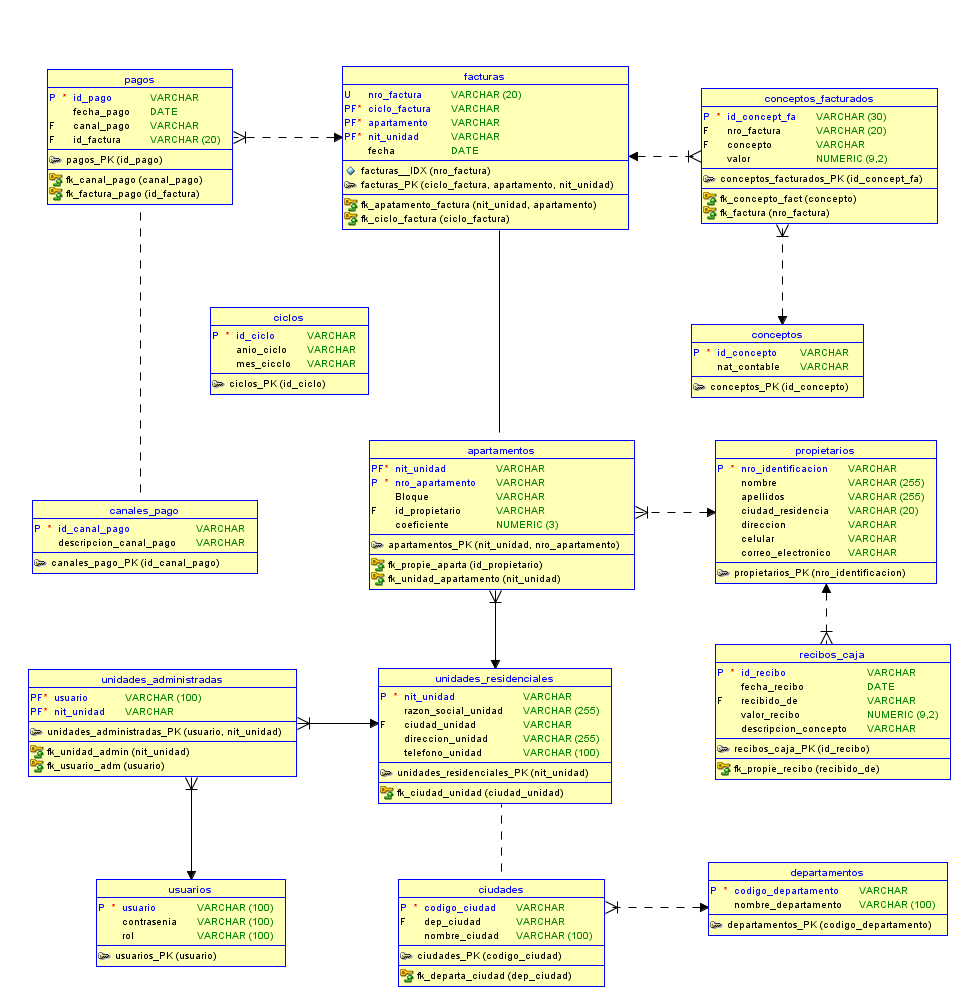 pagos
P * id_pago VARCHAR
fecha_pago DATE
F canal_pago VARCHAR
F id_factura VARCHAR (20)
pagos_PK (id_pago)
fk_canal_pago (canal_pago)
fk_factura_pago (id_factura)
facturas
U nro_factura VARCHAR (20)
PF* ciclo_factura VARCHAR
PF* apartamento VARCHAR
PF* nit_unidad VARCHAR
fecha DATE
facturas__IDX (nro_factura)
facturas_PK (ciclo_factura, apartamento, nit_unidad)
fk_apatamento_factura (nit_unidad, apartamento)
fk_ciclo_factura (ciclo_factura)
conceptos_facturados
P * id_concept_fa VARCHAR (30)
F nro_factura VARCHAR (20)
F concepto VARCHAR
valor NUMERIC (9,2)
conceptos_facturados_PK (id_concept_fa)
fk_concepto_fact (concepto)
fk_factura (nro_factura)
ciclos
P * id_ciclo VARCHAR
anio_ciclo VARCHAR
mes_cicclo VARCHAR
ciclos_PK (id_ciclo)
conceptos
P * id_concepto VARCHAR
nat_contable VARCHAR
conceptos_PK (id_concepto)
apartamentos
PF* nit_unidad VARCHAR
P * nro_apartamento VARCHAR
Bloque VARCHAR
F id_propietario VARCHAR
coeficiente NUMERIC (3)
apartamentos_PK (nit_unidad, nro_apartamento)
fk_propie_aparta (id_propietario)
fk_unidad_apartamento (nit_unidad)
propietarios
P * nro_identificacion VARCHAR
nombre VARCHAR (255)
apellidos VARCHAR (255)
ciudad_residencia VARCHAR (20)
direccion VARCHAR
celular VARCHAR
correo_electronico VARCHAR
propietarios_PK (nro_identificacion)
canales_pago
P * id_canal_pago VARCHAR
descripcion_canal_pago VARCHAR
canales_pago_PK (id_canal_pago)
recibos_caja
P * id_recibo VARCHAR
fecha_recibo DATE
F recibido_de VARCHAR
valor_recibo NUMERIC (9,2)
descripcion_concepto VARCHAR
recibos_caja_PK (id_recibo)
fk_propie_recibo (recibido_de)
unidades_administradas
PF* usuario VARCHAR (100)
PF* nit_unidad VARCHAR
unidades_administradas_PK (usuario, nit_unidad)
fk_unidad_admin (nit_unidad)
fk_usuario_adm (usuario)
unidades_residenciales
P * nit_unidad VARCHAR
razon_social_unidad VARCHAR (255)
F ciudad_unidad VARCHAR
direccion_unidad VARCHAR (255)
telefono_unidad VARCHAR (100)
unidades_residenciales_PK (nit_unidad)
fk_ciudad_unidad (ciudad_unidad)
usuarios
P * usuario VARCHAR (100)
contrasenia VARCHAR (100)
rol VARCHAR (100)
usuarios_PK (usuario)
ciudades
P * codigo_ciudad VARCHAR
F dep_ciudad VARCHAR
nombre_ciudad VARCHAR (100)
ciudades_PK (codigo_ciudad)
fk_departa_ciudad (dep_ciudad)
departamentos
P * codigo_departamento VARCHAR
nombre_departamento VARCHAR (100)
departamentos_PK (codigo_departamento)